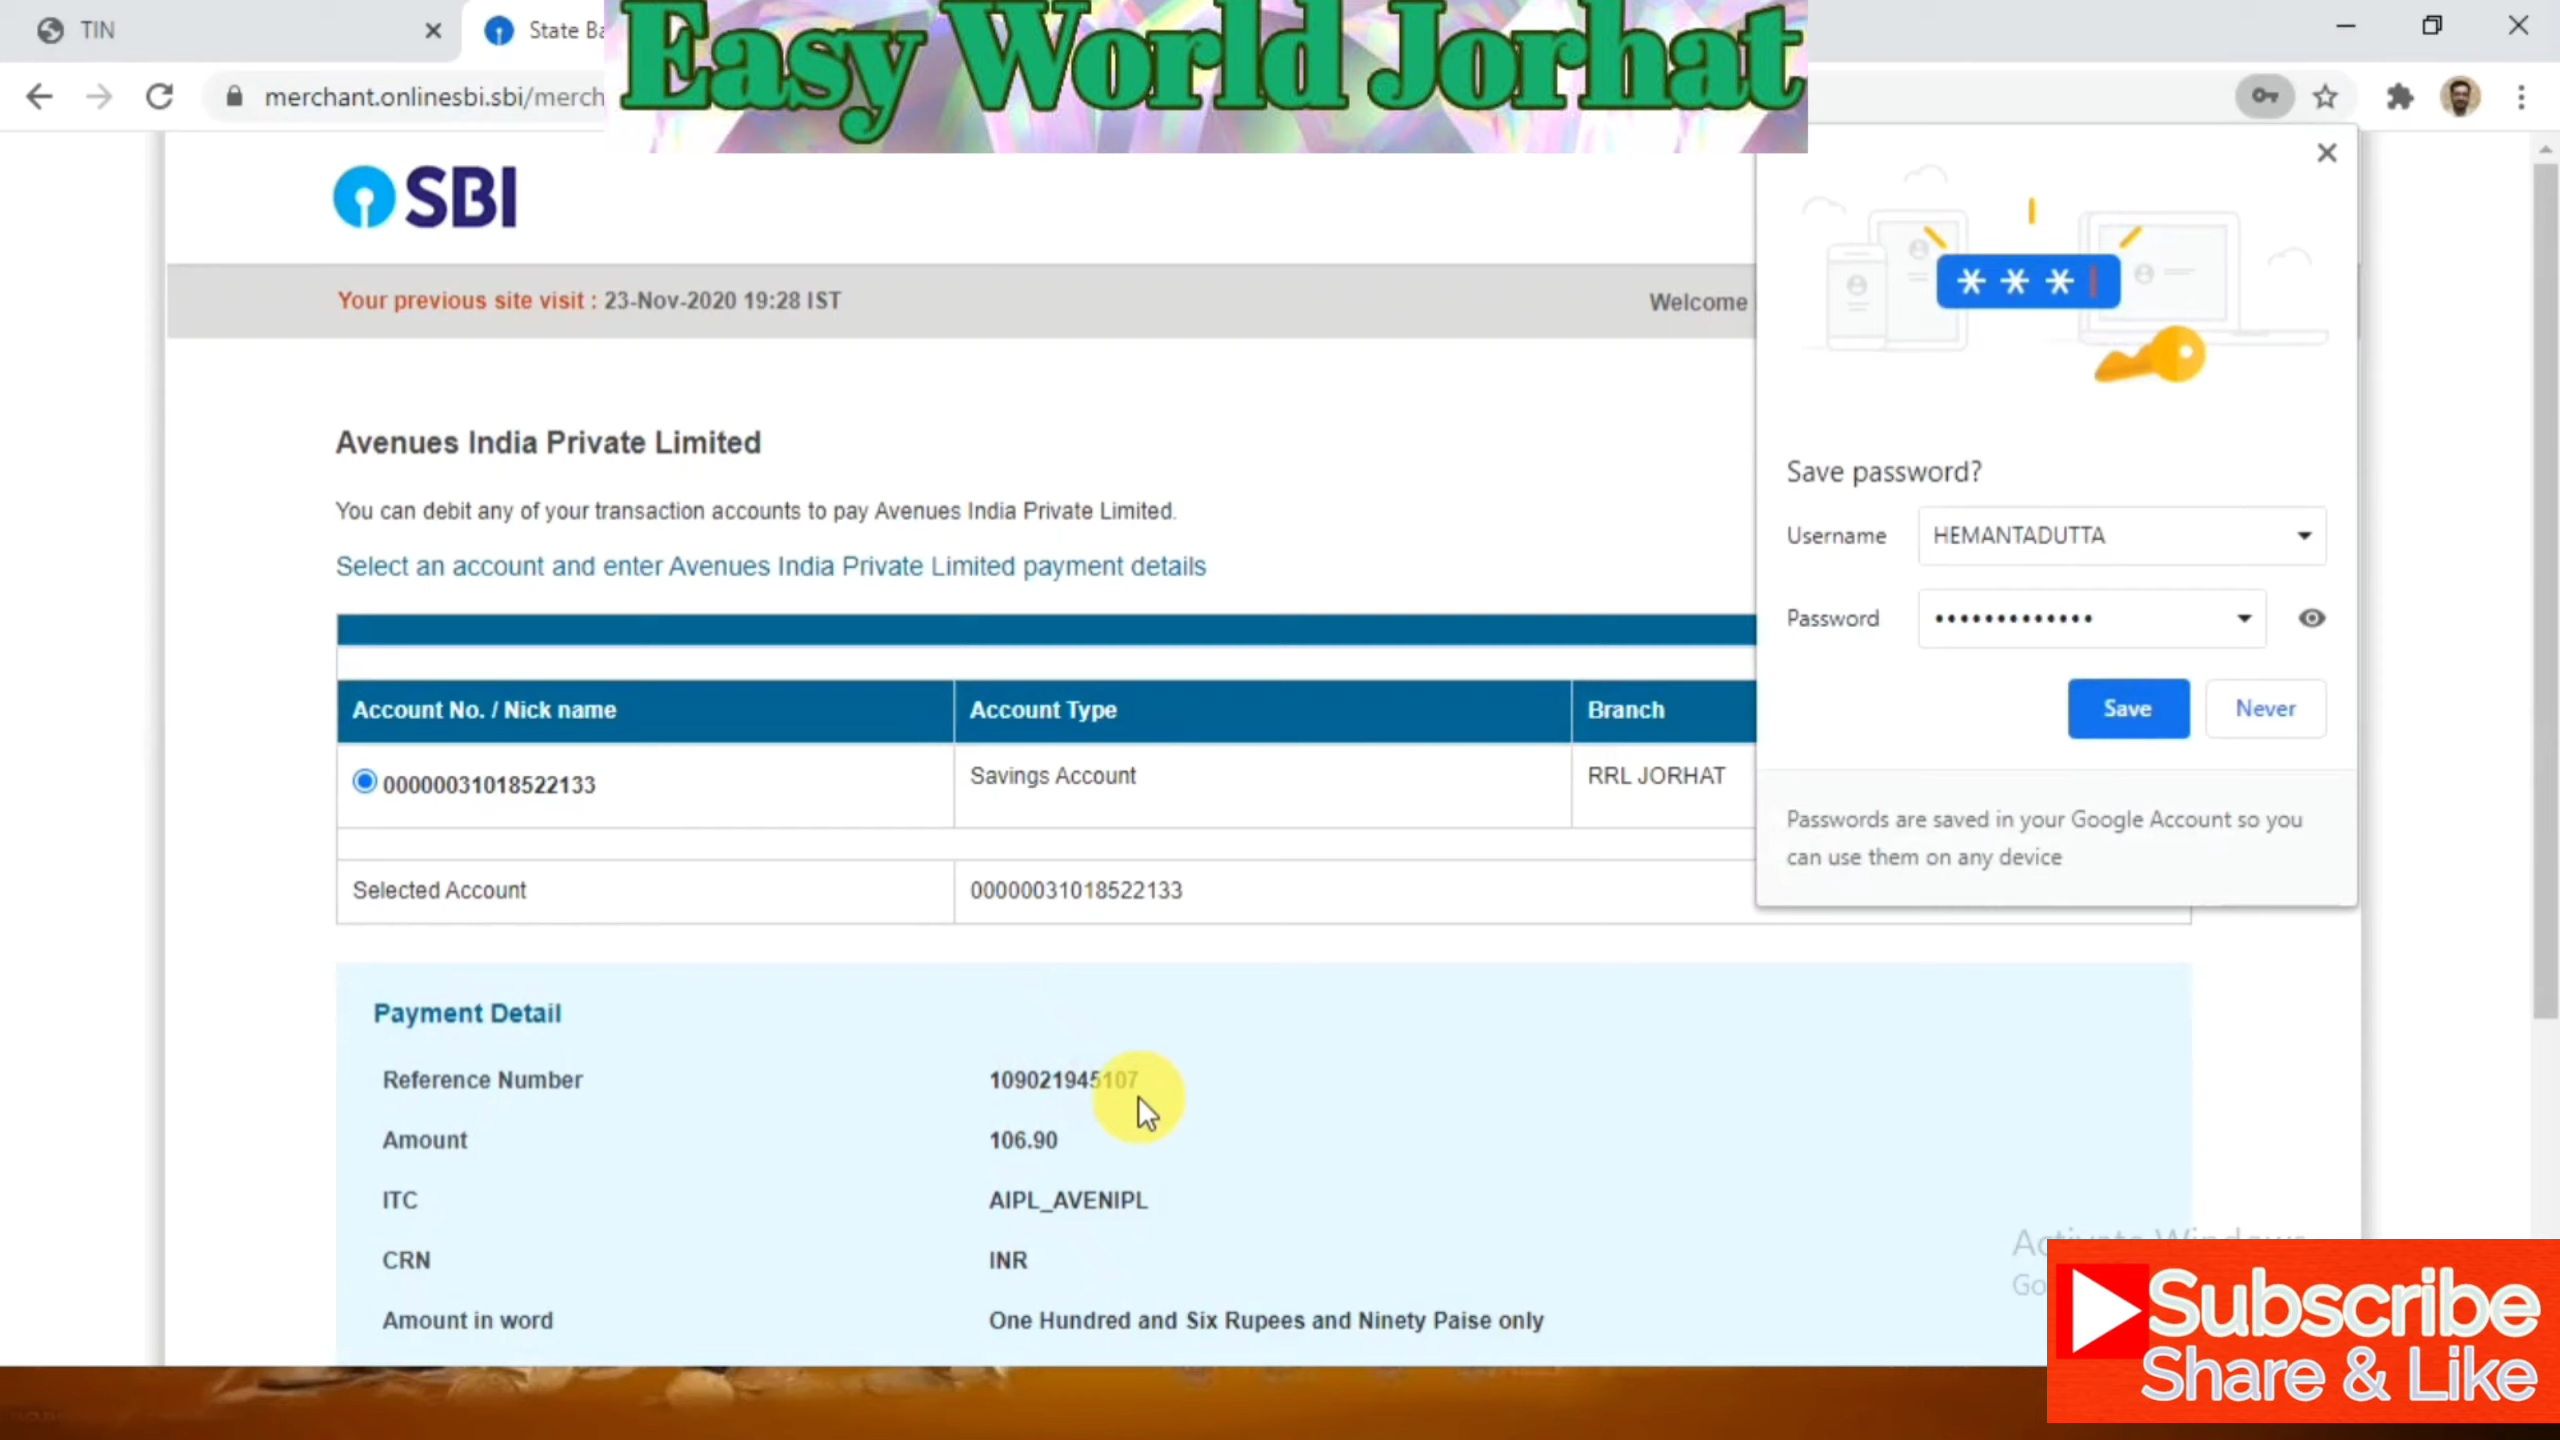 TIN
State Ba
Easy World Jorhat
merchant.onlinesbi.sbi/merch
SBI
Your previous site visit : 23-Nov-2020 19:28 IST
Welcome
Avenues India Private Limited
You can debit any of your transaction accounts to pay Avenues India Private Limited.
Select an account and enter Avenues India Private Limited payment details
Account No. / Nick name Account Type Branch
00000031018522133 Savings Account RRL JORHAT
Selected Account 00000031018522133
Payment Detail
Reference Number 109021945107
Amount 106.90
ITC AIPL_AVENIPL
CRN INR
Amount in word One Hundred and Six Rupees and Ninety Paise only
* * *
Save password?
Username HEMANTADUTTA
Password •••••••••••••
Save Never
Passwords are saved in your Google Account so you
can use them on any device
Subscribe
Share & Like